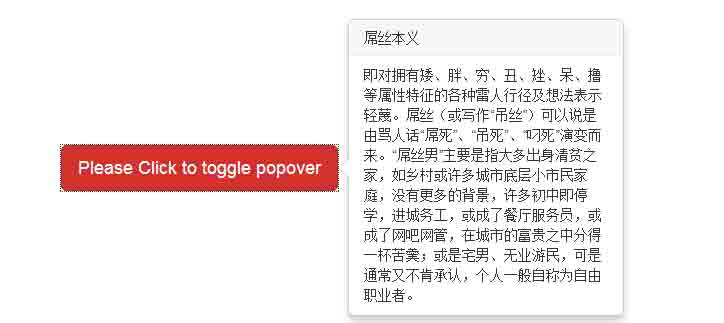 Please Click to toggle popover
屌丝本义
即对拥有矮、胖、穷、丑、矬、呆、撸
等属性特征的各种雷人行径及想法表示
轻蔑。屌丝（或写作“吊丝”）可以说是
由骂人话“屌死”、“吊死”、“叼死”演变而
来。“屌丝男”主要是指大多出身清贫之
家，如乡村或许多城市底层小市民家
庭，没有更多的背景，许多初中即停
学，进城务工，或成了餐厅服务员，或
成了网吧网管，在城市的富贵之中分得
一杯苦羹；或是宅男、无业游民，可是
通常又不肯承认，个人一般自称为自由
职业者。